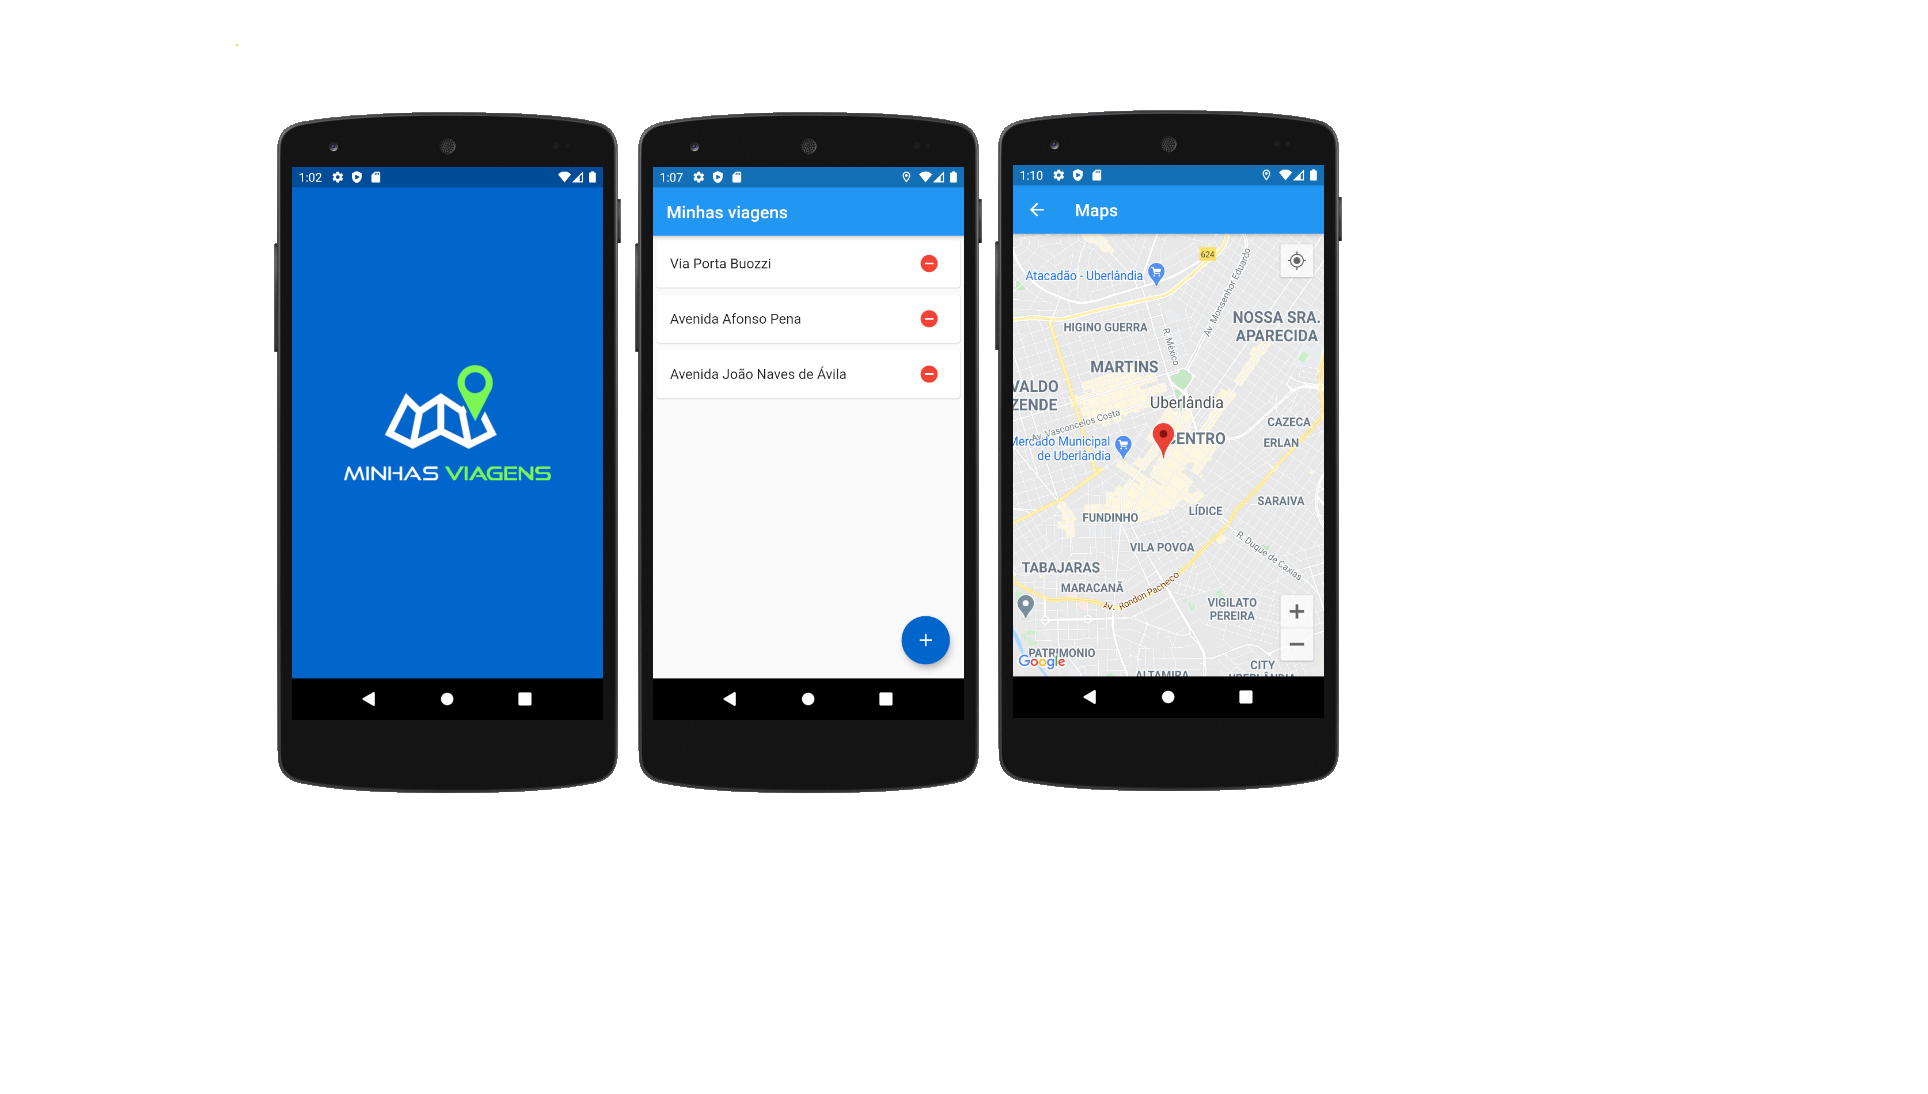 1:02
MINHAS VIAGENS
1:07
Minhas viagens
Via Porta Buozzi
Avenida Afonso Pena
Avenida João Naves de Ávila
1:10
Maps
624
Atacadão - Uberlândia
Av. Monsenhor Eduardo
HIGINO GUERRA
NOSSA SRA.
APARECIDA
R. México
MARTINS
VALDO
ZENDE
Uberlândia
Av. Vasconcelos Costa
CAZECA
Mercado Municipal
de Uberlândia
CENTRO
ERLAN
SARAIVA
LÍDICE
FUNDINHO
R. Duque de Caxias
VILA POVOA
TABAJARAS
MARACANÃ
Av. Rondon Pacheco
VIGILATO
PEREIRA
PATRIMONIO
Google
CITY
UBERLÂNDIA
ALTAMIRA